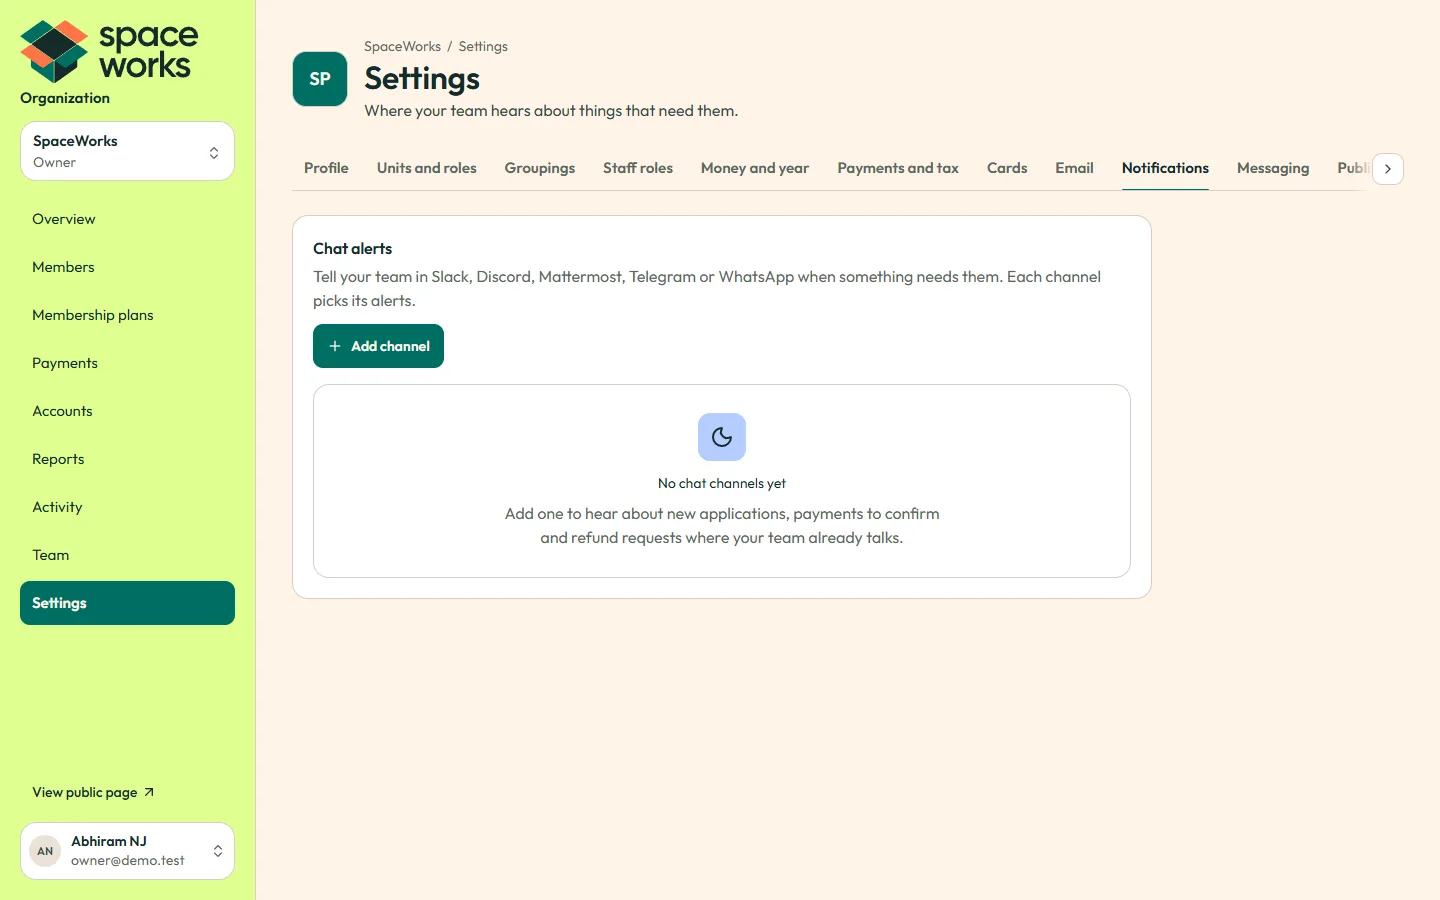 space
works
Organization
SpaceWorks
Owner
Overview
Members
Membership plans
Payments
Accounts
Reports
Activity
Team
Settings
View public page
AN
Abhiram NJ
owner@demo.test
SP
SpaceWorks / Settings
Settings
Where your team hears about things that need them.
Profile Units and roles Groupings Staff roles Money and year Payments and tax Cards Email Notifications Messaging
Chat alerts
Tell your team in Slack, Discord, Mattermost, Telegram or WhatsApp when something needs them. Each channel
picks its alerts.
+ Add channel
No chat channels yet
Add one to hear about new applications, payments to confirm
and refund requests where your team already talks.